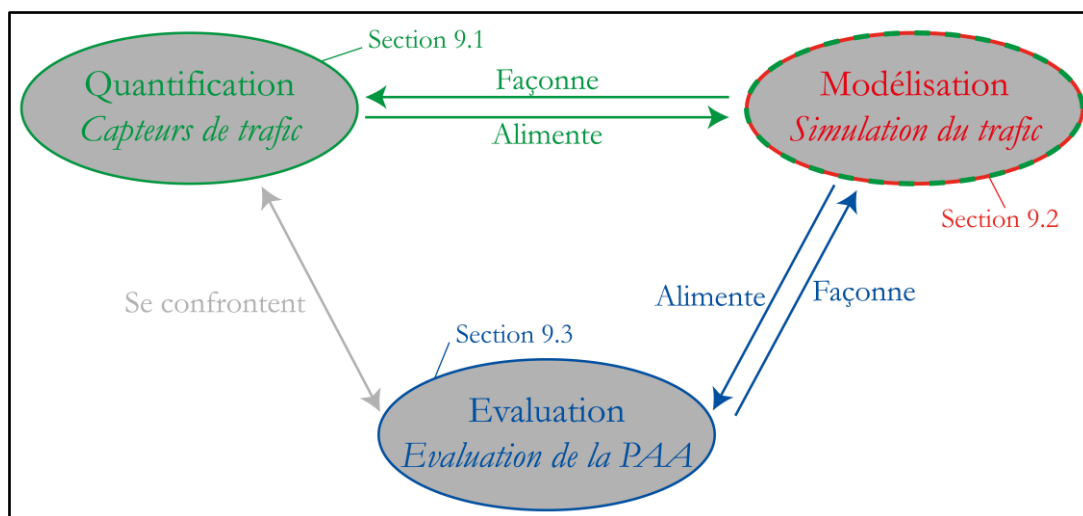 Section 9.1
Quantification
Capteurs de trafic
Façonne
Alimente
Modélisation
Simulation du trafic
Section 9.2
Se confrontent
Alimente
Façonne
Section 9.3
Evaluation
Evaluation de la PAA